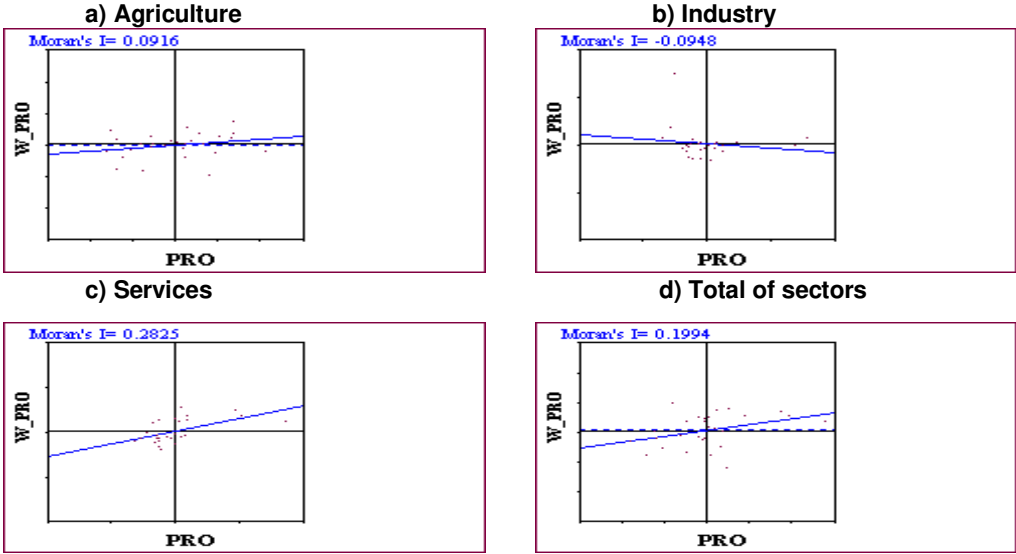 a) Agriculture
b) Industry
Moran's I= 0.0916
W_PRO
PRO
Moran's I= -0.0948
W_PRO
PRO
c) Services
d) Total of sectors
Moran's I= 0.2825
W_PRO
PRO
Moran's I= 0.1994
W_PRO
PRO